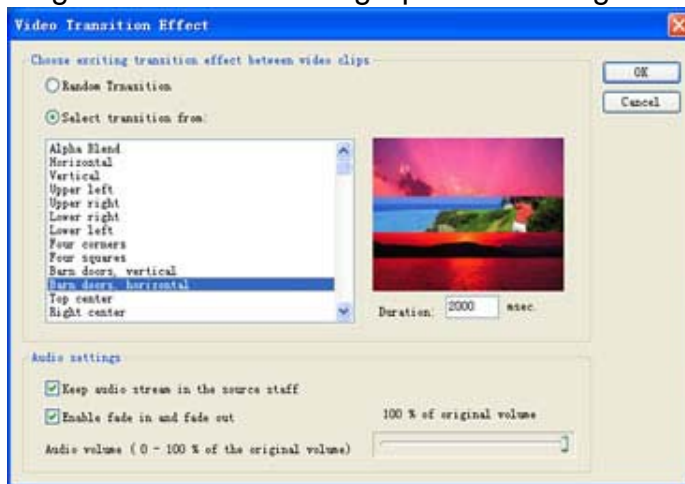 Video Transition Effect
Choose exciting transition effect between video clips
Random Trnasition
Select transition from:
Alpha Blend
Horizontal
Vertical
Upper left
Upper right
Lower right
Lower left
Four corners
Four squares
Barn doors, vertical
Barn doors, horizontal
Top center
Right center
Duration: 2000 msec.
OK
Cancel
Audio settings
Keep audio stream in the source staff
Enable fade in and fade out
100 % of original volume
Audio volume ( 0 - 100 % of the original volume)